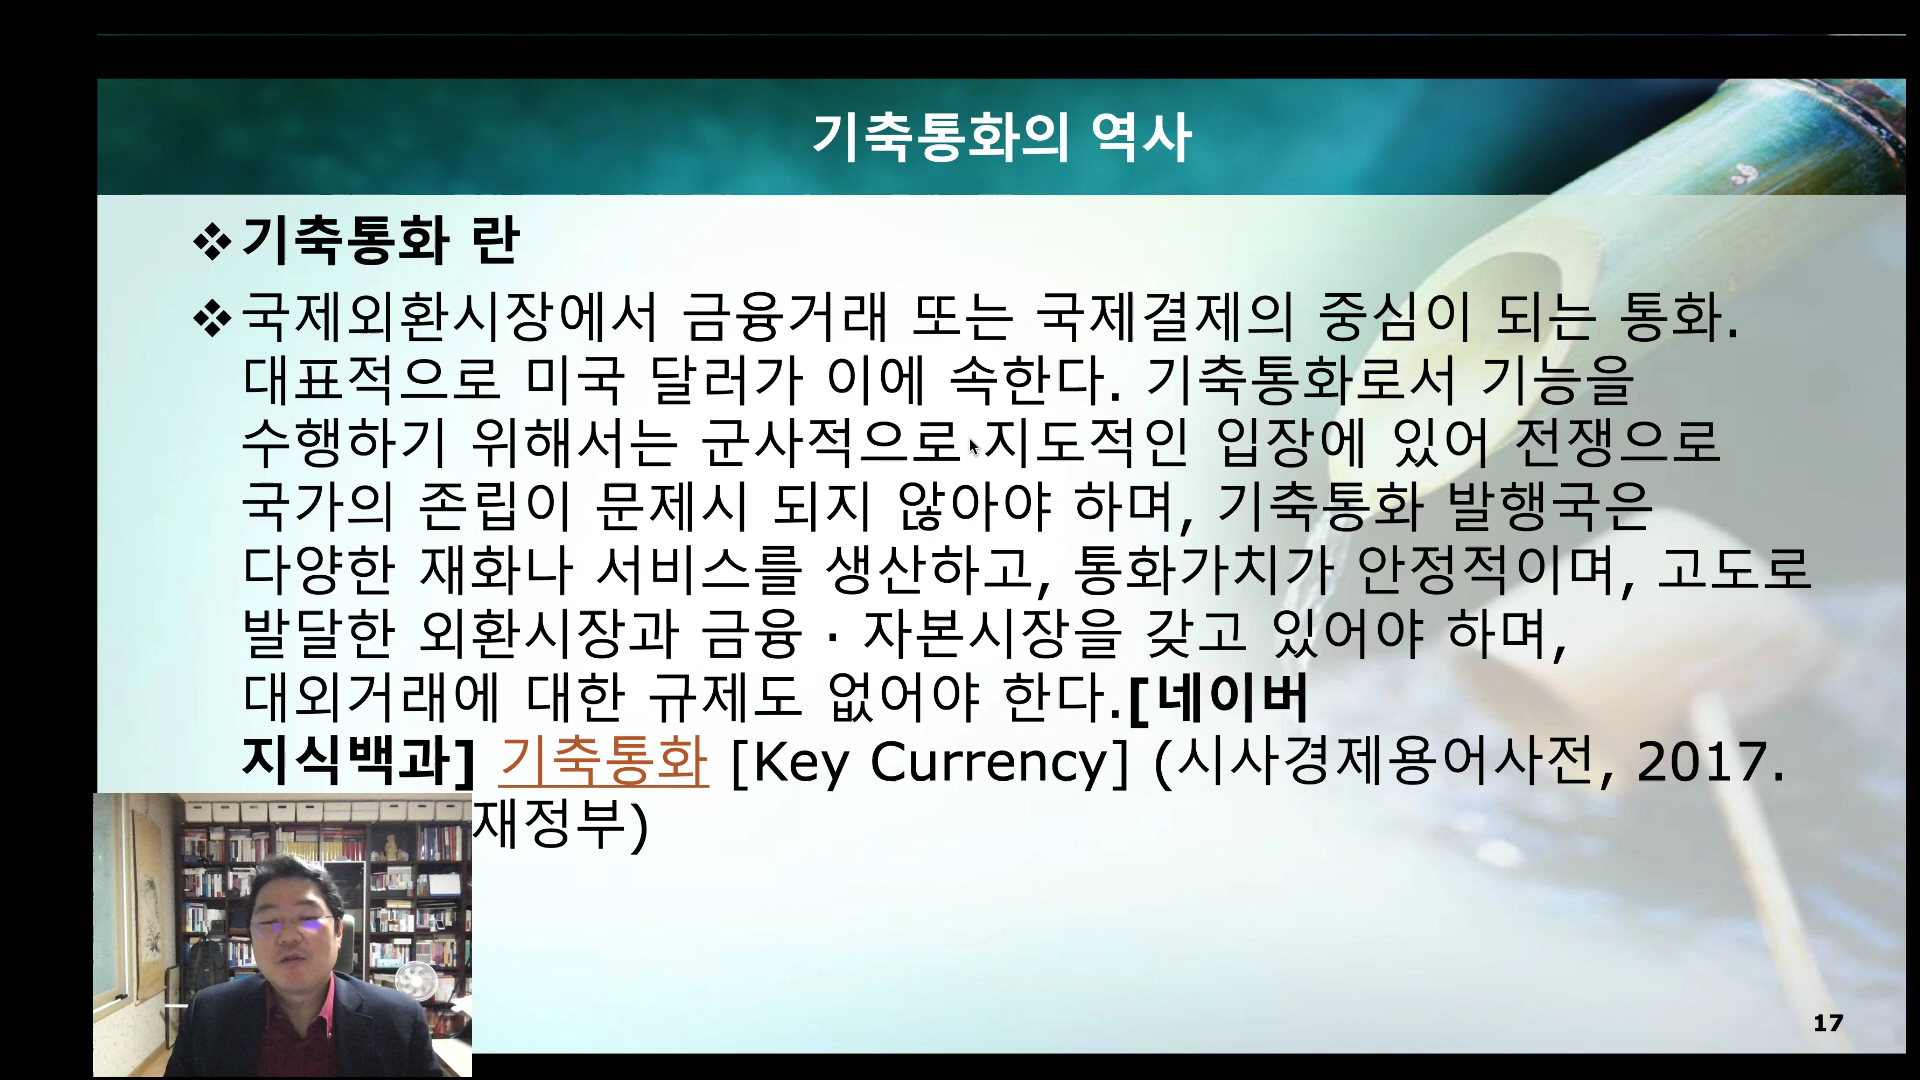 기축통화의 역사
❖기축통화 란
❖국제외환시장에서 금융거래 또는 국제결제의 중심이 되는 통화.
대표적으로 미국 달러가 이에 속한다. 기축통화로서 기능을
수행하기 위해서는 군사적으로 지도적인 입장에 있어 전쟁으로
국가의 존립이 문제시 되지 않아야 하며, 기축통화 발행국은
다양한 재화나 서비스를 생산하고, 통화가치가 안정적이며, 고도로
발달한 외환시장과 금융 · 자본시장을 갖고 있어야 하며,
대외거래에 대한 규제도 없어야 한다.[네이버
지식백과] 기축통화 [Key Currency] (시사경제용어사전, 2017.
재정부)
17